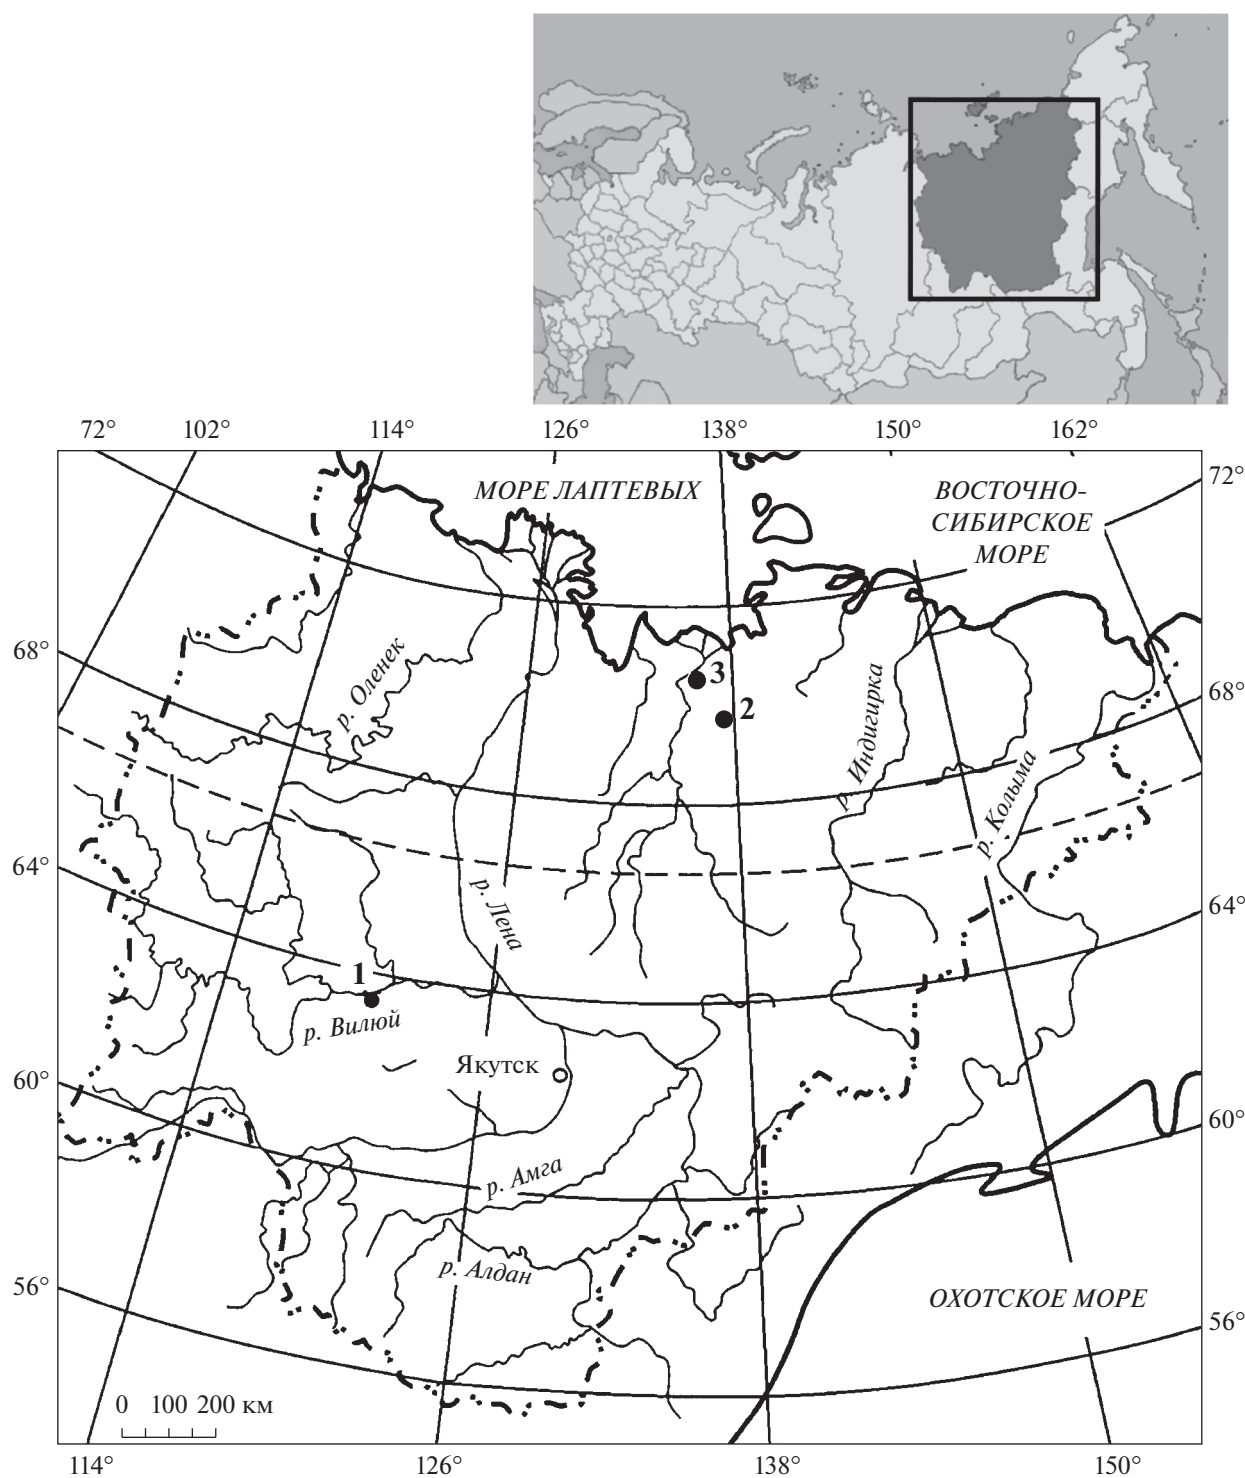 72° 102° 114° 126° 138° 150° 162°
МОРЕ ЛАПТЕВЫХ
ВОСТОЧНО-
СИБИРСКОЕ
МОРЕ
72°
68°
р. Оленек
3
2
р. Индигирка
68°
р. Колыма
64°
р. Лена
64°
1
р. Вилюй
Якутск
60°
60°
р. Амга
р. Алдан
56°
ОХОТСКОЕ МОРЕ
56°
0 100 200 км
114° 126° 138° 150°